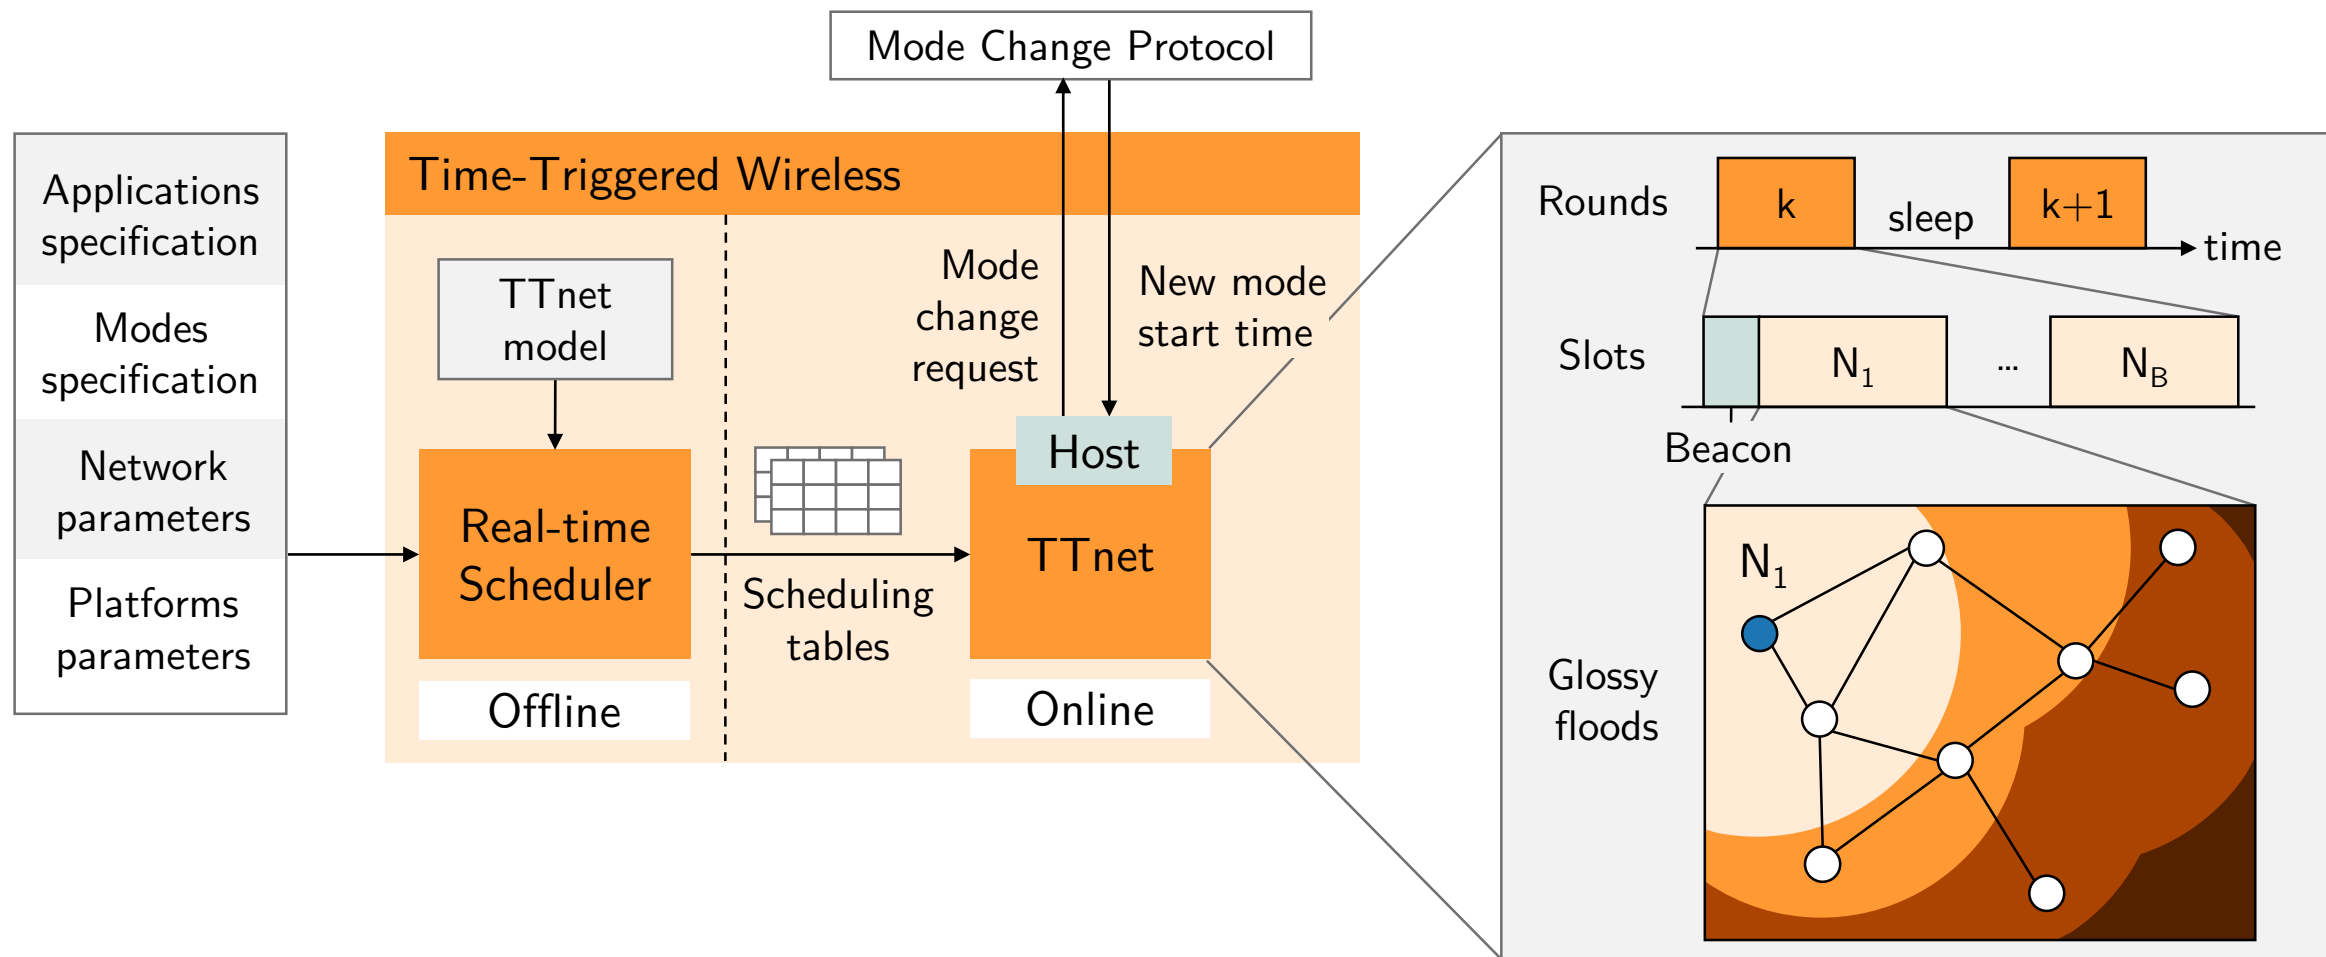 Mode Change Protocol
Applications
specification
Modes
specification
Network
parameters
Platforms
parameters
Time-Triggered Wireless
TTnet
model
Real-time
Scheduler
Offline
Scheduling
tables
Mode
change
request
New mode
start time
Host
TTnet
Online
Rounds
k
sleep
k+1
time
Slots
N1
...
NB
Beacon
Glossy
floods
N1